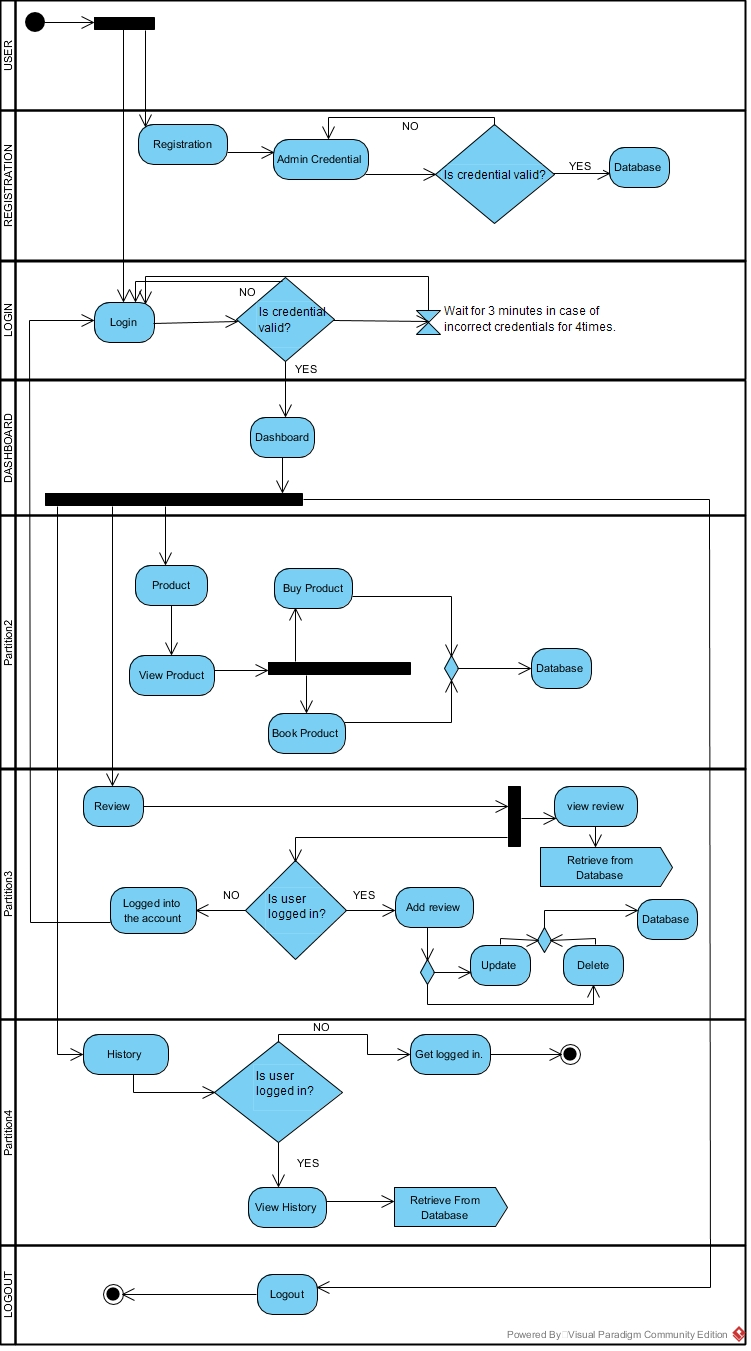 USER
REGISTRATION
Registration
Admin Credential
NO
Is credential valid?
YES
Database
LOGIN
Login
NO
Is credential
valid?
YES
Wait for 3 minutes in case of
incorrect credentials for 4times.
DASHBOARD
Dashboard
Partition2
Product
View Product
Buy Product
Book Product
Database
Partition3
Review
view review
Retrieve from
Database
Logged into
the account
NO
Is user
logged in?
YES
Add review
Update
Delete
Database
Partition4
History
NO
Is user
logged in?
Get logged in.
YES
View History
Retrieve From
Database
LOGOUT
Logout
Powered By Visual Paradigm Community Edition